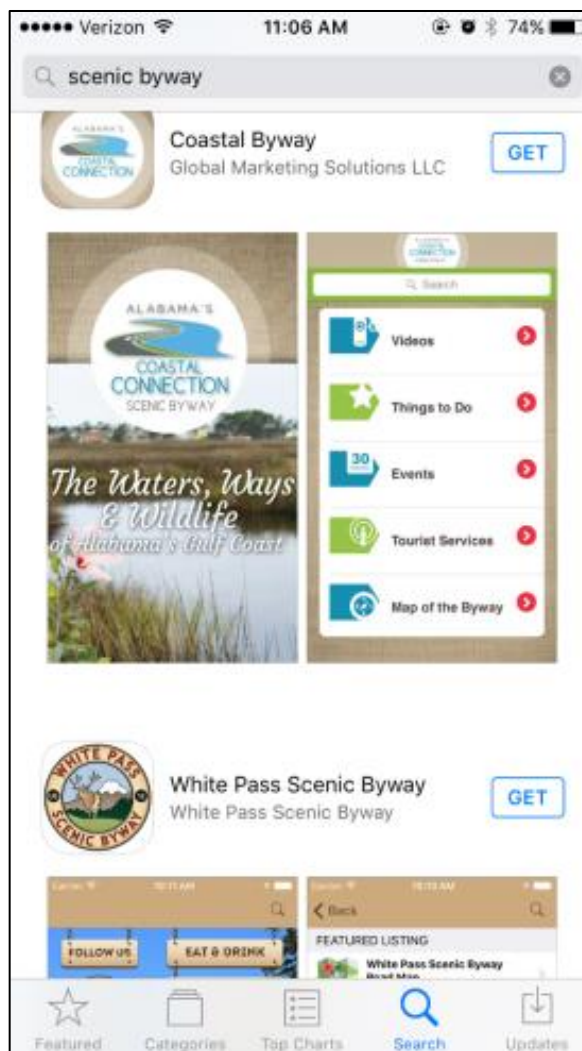 Verizon 11:06 AM 74%
scenic byway
ALABAMA'S
COASTAL
CONNECTION
Coastal Byway
Global Marketing Solutions LLC
GET
ALABAMA'S
COASTAL
CONNECTION
SCENIC BYWAY
The Waters, Ways
& Wildlife
of Alabama's Gulf Coast
Search
Videos
Things to Do
30
Events
Tourist Services
Map of the Byway
WHITE PASS
SCENIC BYWAY
White Pass Scenic Byway
White Pass Scenic Byway
GET
FOLLOW US
EAT & DRINK
Back
FEATURED LISTING
White Pass Scenic Byway
Road Map
Featured Categories Top Charts Search Updates